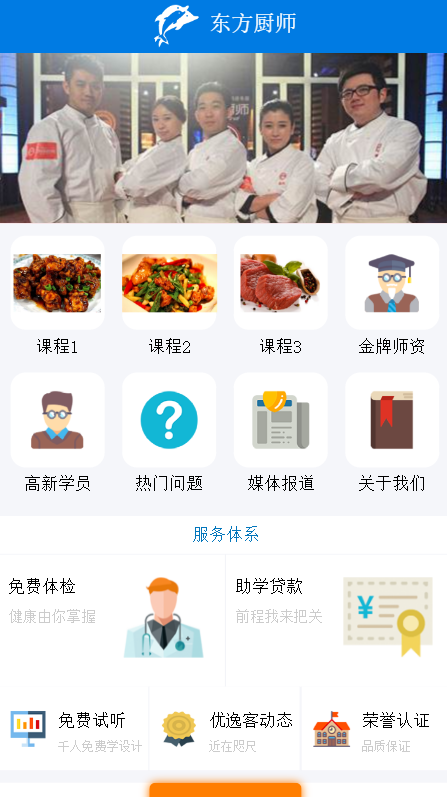 东方厨师
课程1 课程2 课程3 金牌师资
高新学员 热门问题 媒体报道 关于我们
服务体系
免费体检 助学贷款
健康由你掌握 前程我来把关
免费试听 优逸客动态 荣誉认证
千人免费学设计 近在咫尺 品质保证